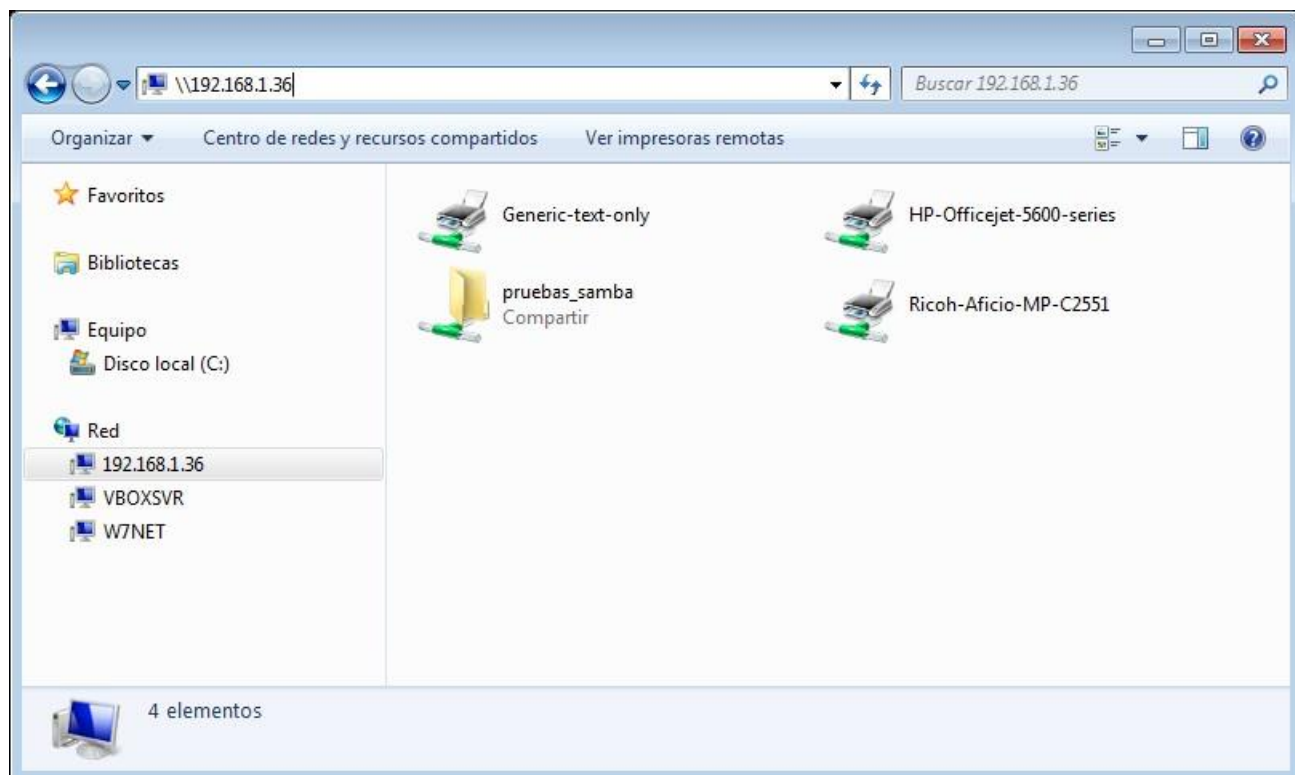 \\192.168.1.36
Buscar 192.168.1.36
Organizar
Centro de redes y recursos compartidos
Ver impresoras remotas
Favoritos
Bibliotecas
Equipo
Disco local (C:)
Red
192.168.1.36
VBOXSVR
W7NET
Generic-text-only
HP-Officejet-5600-series
pruebas_samba
Compartir
Ricoh-Aficio-MP-C2551
4 elementos